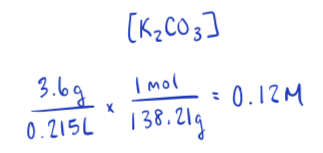 [K₂CO₃]
3.6g / 0.215L × 1 mol / 138.21g = 0.12M